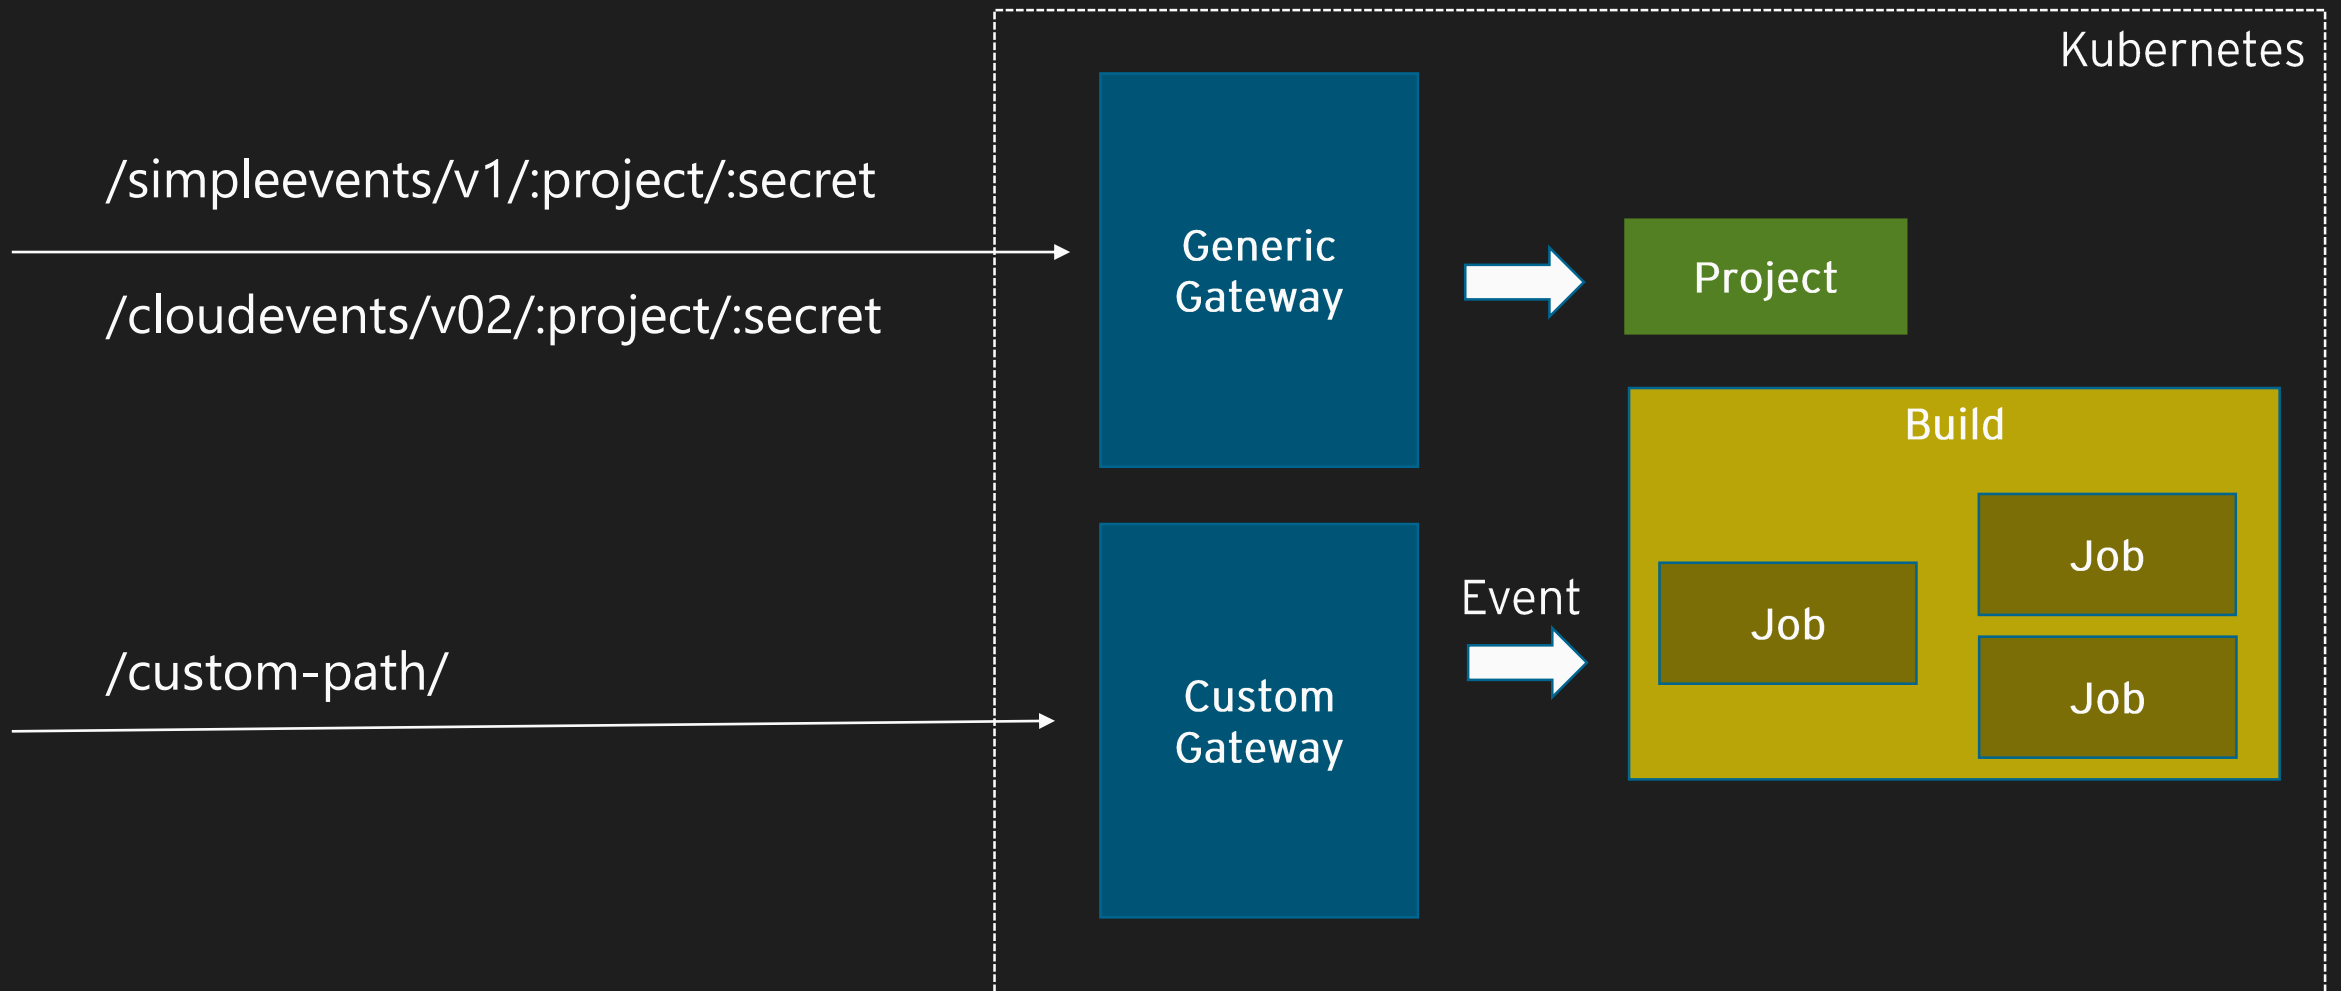 Kubernetes
/simpleevents/v1/:project/:secret
/cloudevents/v02/:project/:secret
Generic
Gateway
Project
Build
Job
Job
Job
Event
/custom-path/
Custom
Gateway